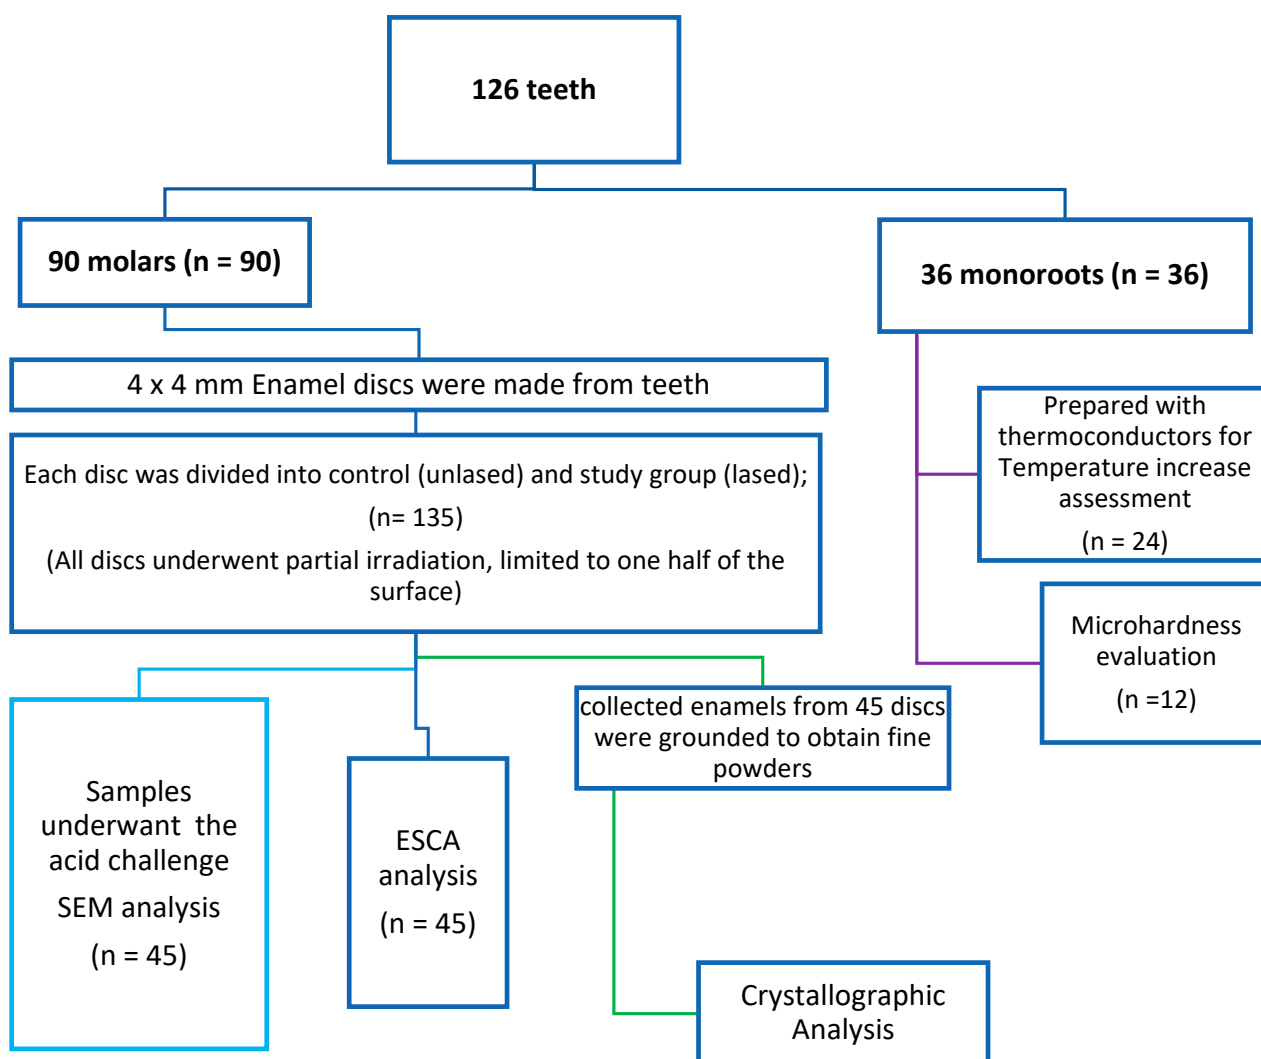 126 teeth
90 molars (n = 90)
36 monoroots (n = 36)
4 x 4 mm Enamel discs were made from teeth
Each disc was divided into control (unlased) and study group (lased);
(n= 135)
(All discs underwent partial irradiation, limited to one half of the
surface)
Prepared with
thermoconductors for
Temperature increase
assessment
(n = 24)
Microhardness
evaluation
(n =12)
Samples
underwant the
acid challenge
SEM analysis
(n = 45)
ESCA
analysis
(n = 45)
collected enamels from 45 discs
were grounded to obtain fine
powders
Crystallographic
Analysis